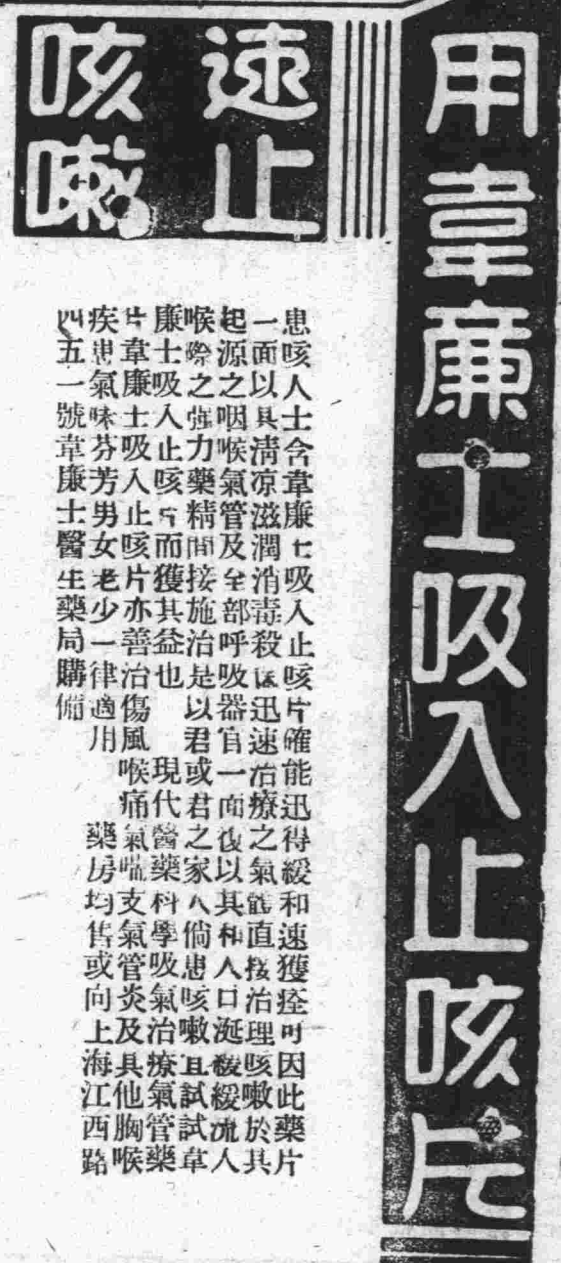 用韋廉士吸入止咳片
速止
咳嗽
患咳人士含韋廉士吸入止咳片確能迅得緩和速獲痊可因此藥片
一面以具清凉滋潤消毒殺菌迅速治療之氣體直接治理咳嗽於其
起源之咽喉氣管及全部呼吸器官一面復以其和入口涎緩緩流入
喉際之強力藥精間接施治是以君或君之家人倘患咳嗽且試試韋
廉士吸入止咳片而獲其益也 現代醫藥科學吸氣治療氣管藥
片韋廉士吸入止咳片亦善治傷風喉痛氣喘支氣管炎及其他胸喉
疾患氣味芬芳男女老少一律適用 藥房均售或向上海江西路
四五一號韋廉士醫生藥局購備